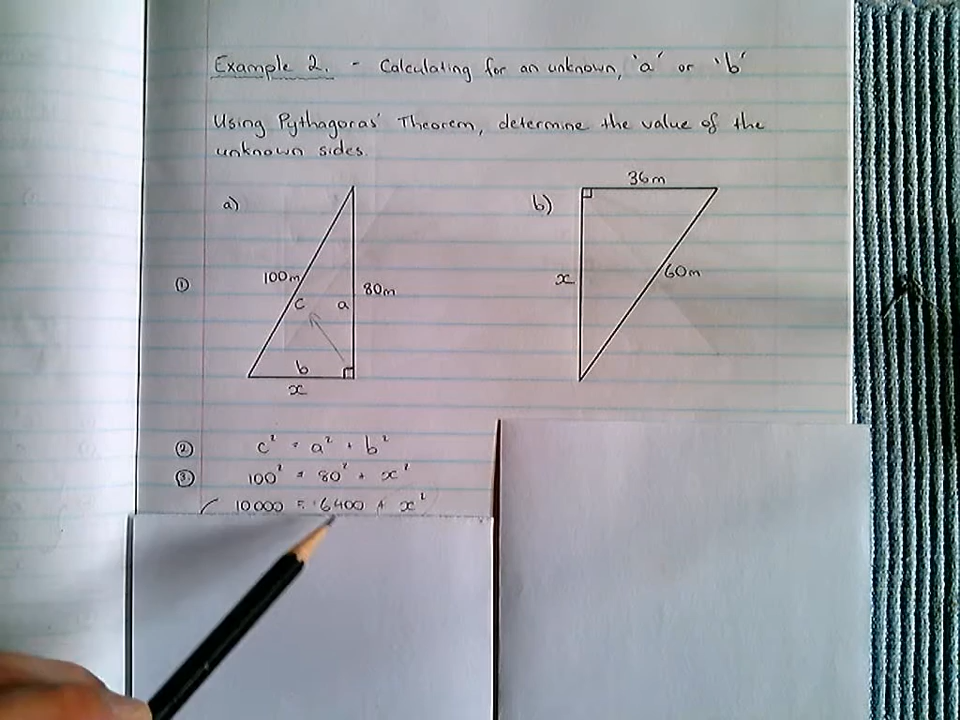 Example 2. - Calculating for an unknown, 'a' or 'b'
Using Pythagoras' Theorem, determine the value of the
unknown sides.
a)
100m
c
a
80m
b
x
①
b)
36m
x
60m
② c² = a² + b²
③ 100² = 80² + x²
10000 = 6400 + x²